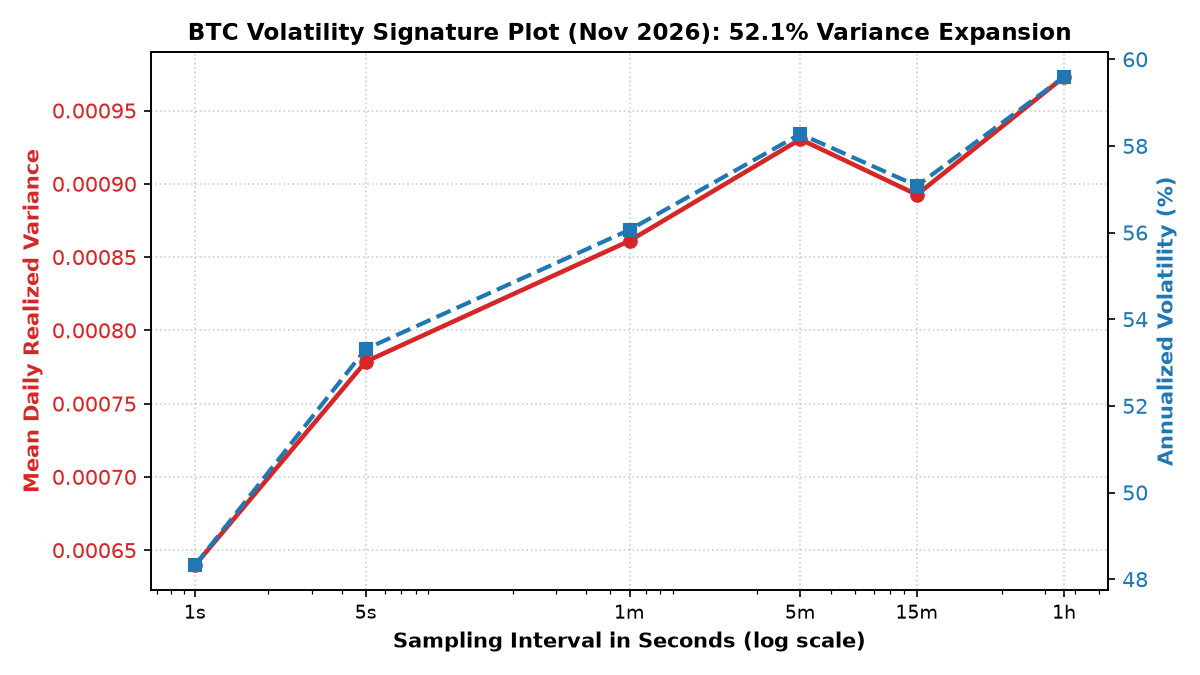 BTC Volatility Signature Plot (Nov 2026): 52.1% Variance Expansion
Mean Daily Realized Variance
0.00095
0.00090
0.00085
0.00080
0.00075
0.00070
0.00065
60
58
56
54
52
50
48
Annualized Volatility (%)
1s 5s 1m 5m 15m 1h
Sampling Interval in Seconds (log scale)